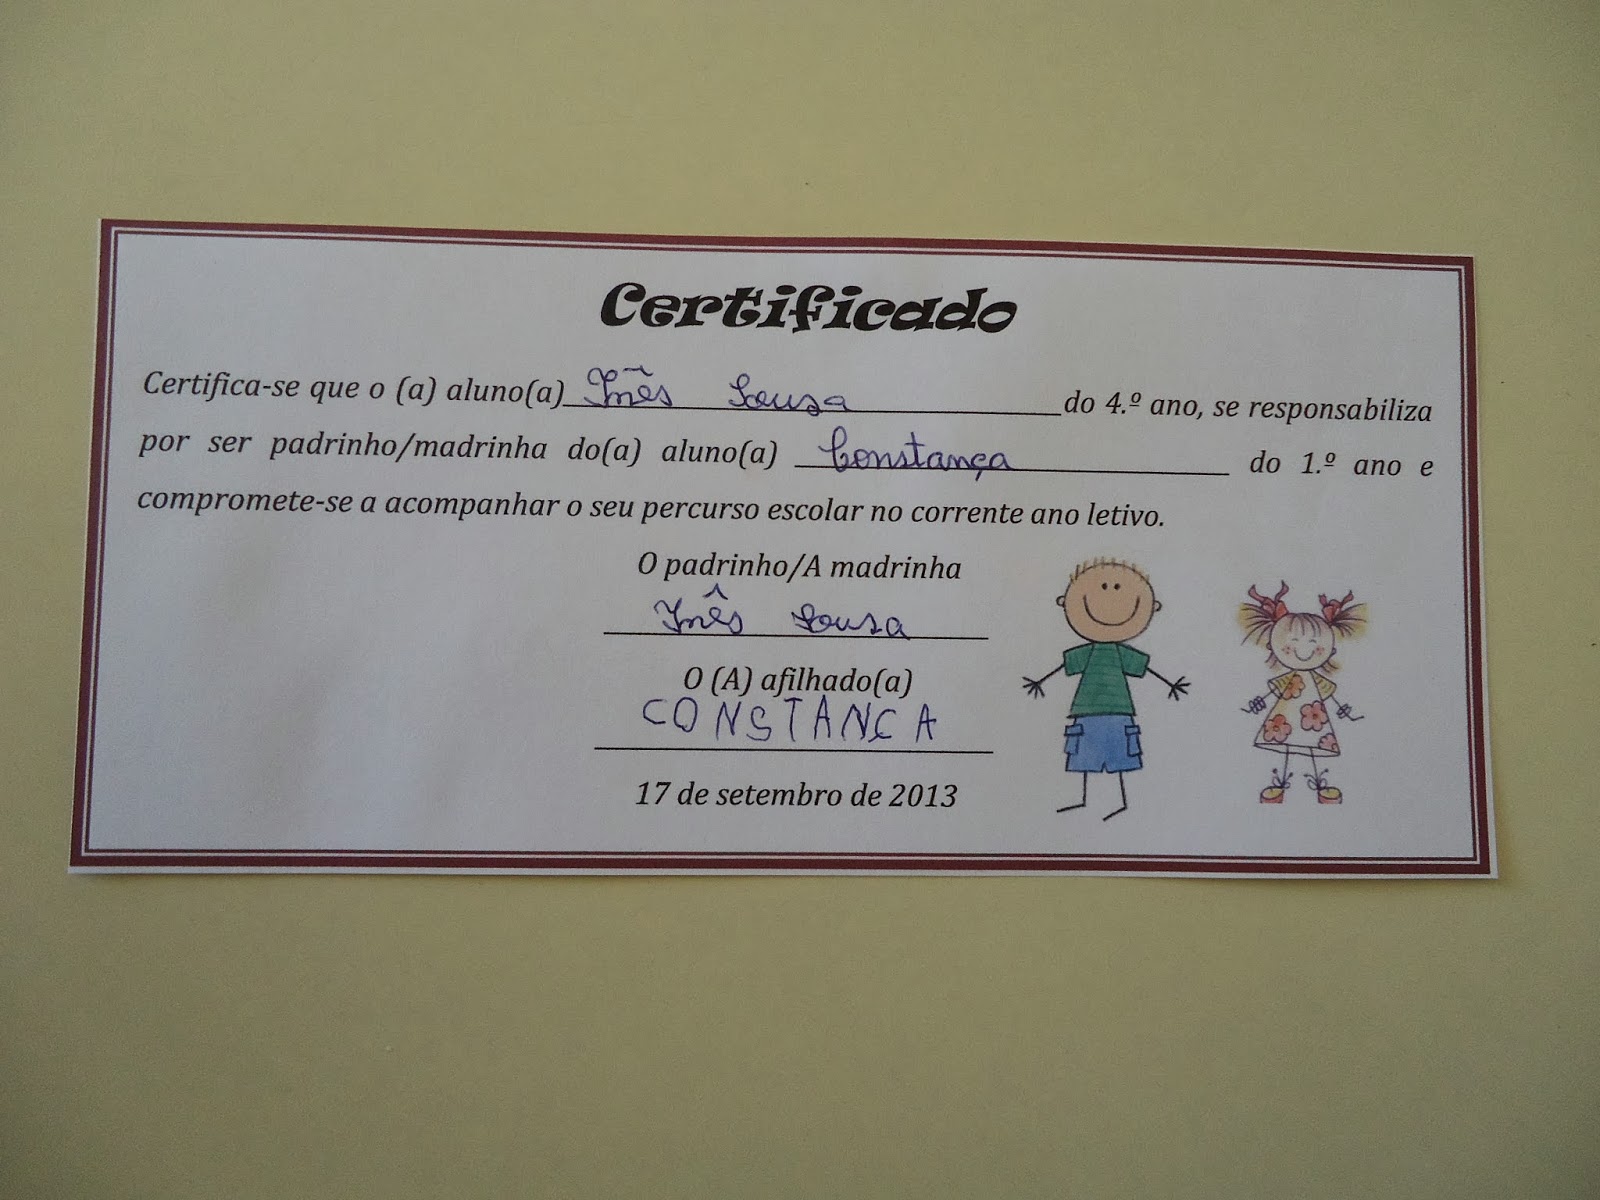 Certificado
Certifica-se que o (a) aluno(a) Inês Sousa do 4.º ano, se responsabiliza
por ser padrinho/madrinha do(a) aluno(a) Constança do 1.º ano e
compromete-se a acompanhar o seu percurso escolar no corrente ano letivo.
O padrinho/A madrinha
Inês Sousa
O (A) afilhado(a)
CONSTANÇA
17 de setembro de 2013